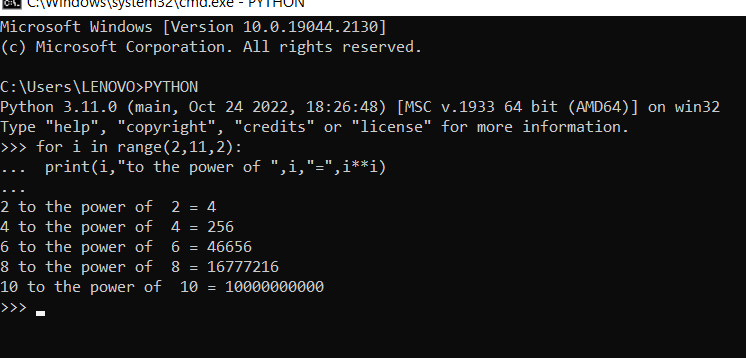 C:\Windows\system32\cmd.exe - PYTHON
Microsoft Windows [Version 10.0.19044.2130]
(c) Microsoft Corporation. All rights reserved.
C:\Users\LENOVO>PYTHON
Python 3.11.0 (main, Oct 24 2022, 18:26:48) [MSC v.1933 64 bit (AMD64)] on win32
Type "help", "copyright", "credits" or "license" for more information.
>>> for i in range(2,11,2):
...  print(i,"to the power of ",i,"=",i**i)
...
2 to the power of  2 = 4
4 to the power of  4 = 256
6 to the power of  6 = 46656
8 to the power of  8 = 16777216
10 to the power of  10 = 10000000000
>>>